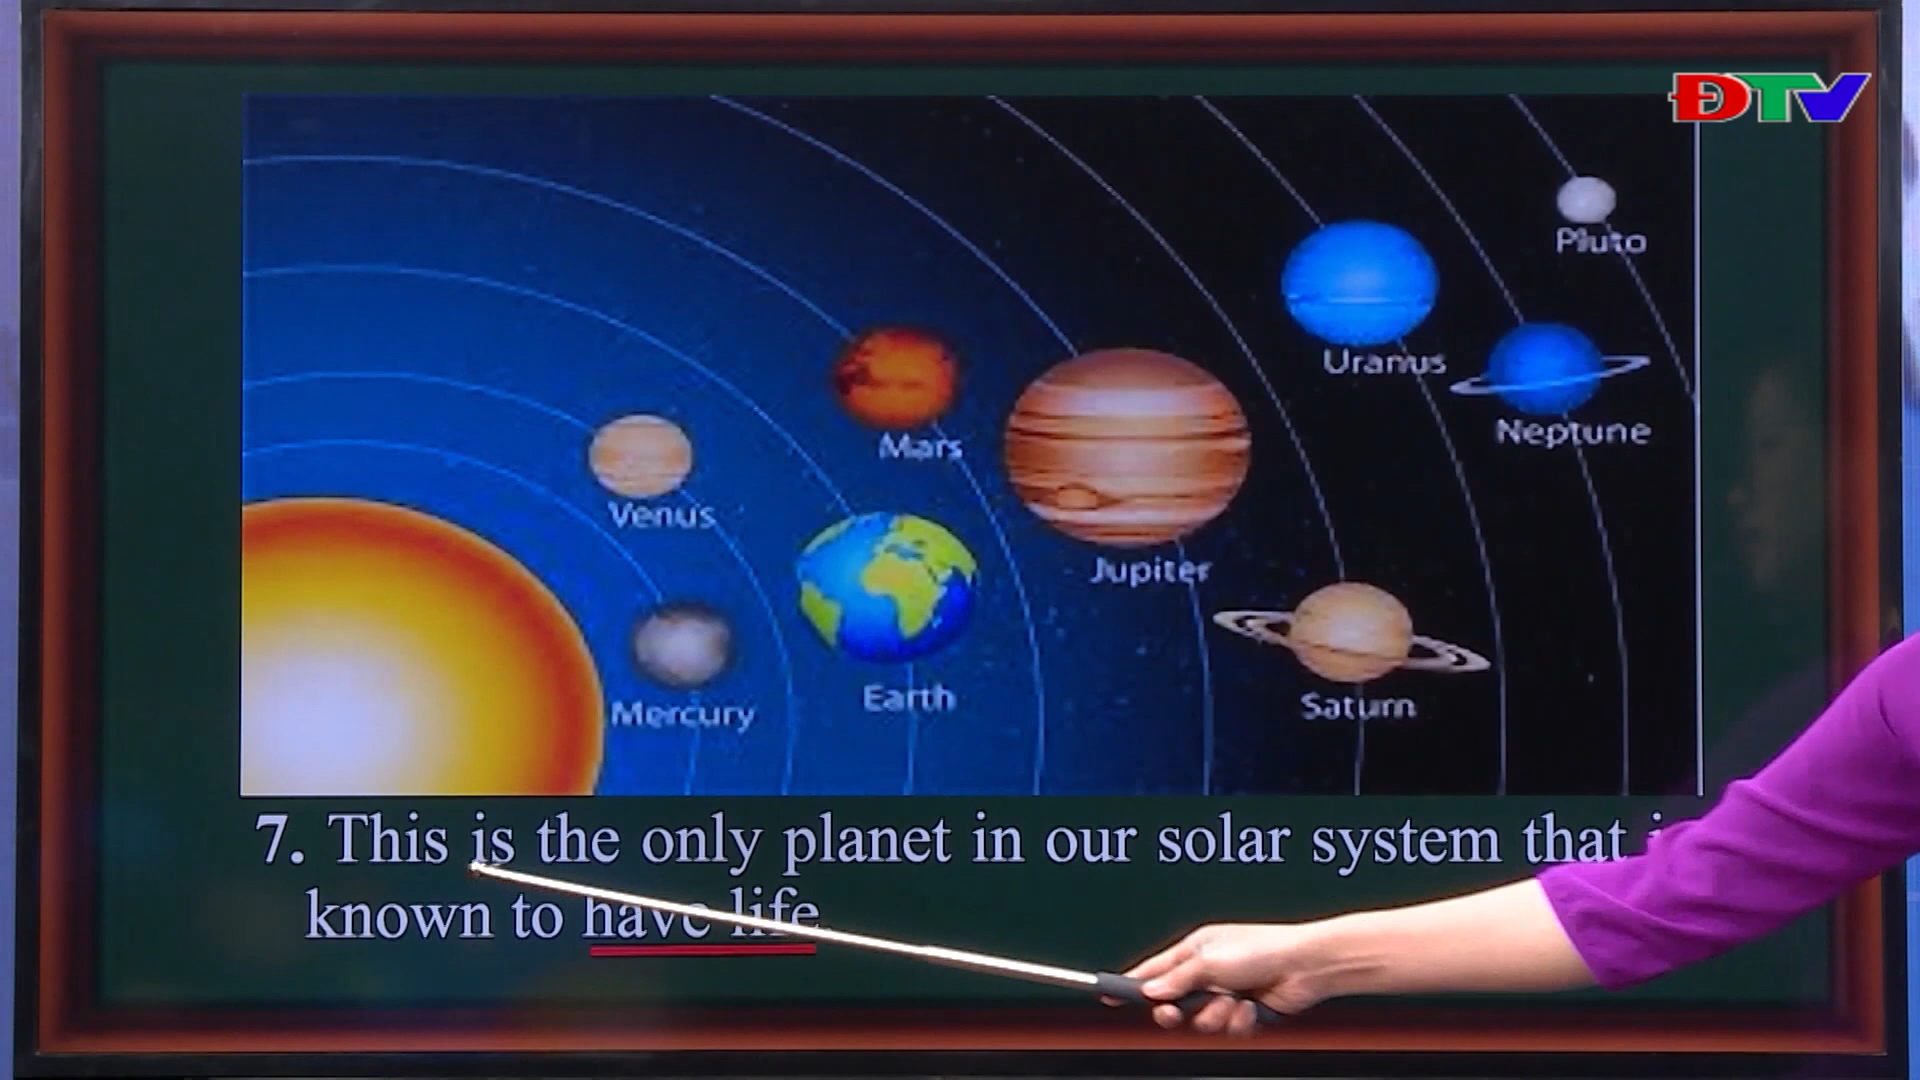 ĐTV
Pluto
Uranus
Neptune
Mars
Venus
Jupiter
Earth
Saturn
Mercury
7. This is the only planet in our solar system that
known to have life